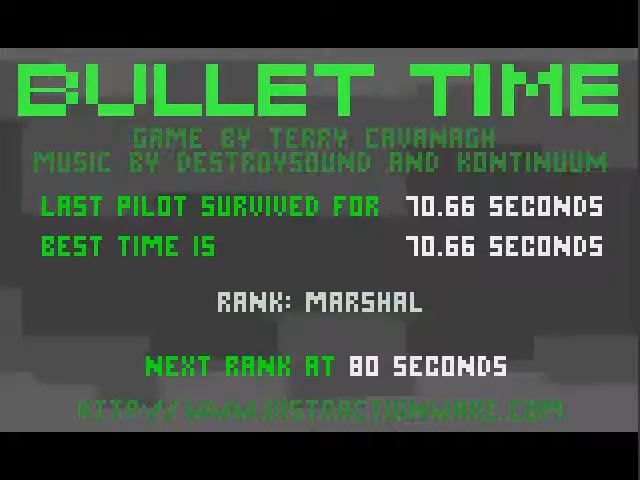 BULLET TIME
GAME BY TERRY CAVANAGH
MUSIC BY DESTROYSOUND AND KONTINUUM
LAST PILOT SURVIVED FOR 70.66 SECONDS
BEST TIME IS 70.66 SECONDS
RANK: MARSHAL
NEXT RANK AT 80 SECONDS
HTTP://WWW.DISTRACTIONWARE.COM